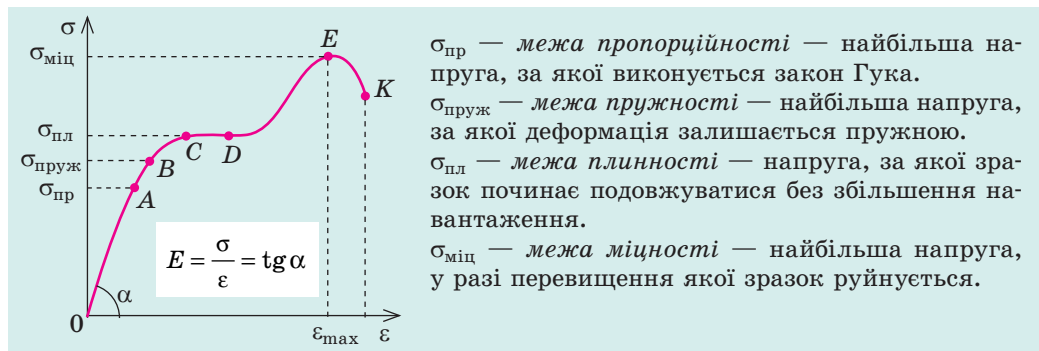 σ
σміц
σпл
σпруж
σпр
E
K
C
D
B
A
E = σ/ε = tg α
α
0
εmax
ε
σпр — межа пропорційності — найбільша на-
пруга, за якої виконується закон Гука.
σпруж — межа пружності — найбільша напруга,
за якої деформація залишається пружною.
σпл — межа плинності — напруга, за якої зра-
зок починає подовжуватися без збільшення на-
вантаження.
σміц — межа міцності — найбільша напруга,
у разі перевищення якої зразок руйнується.